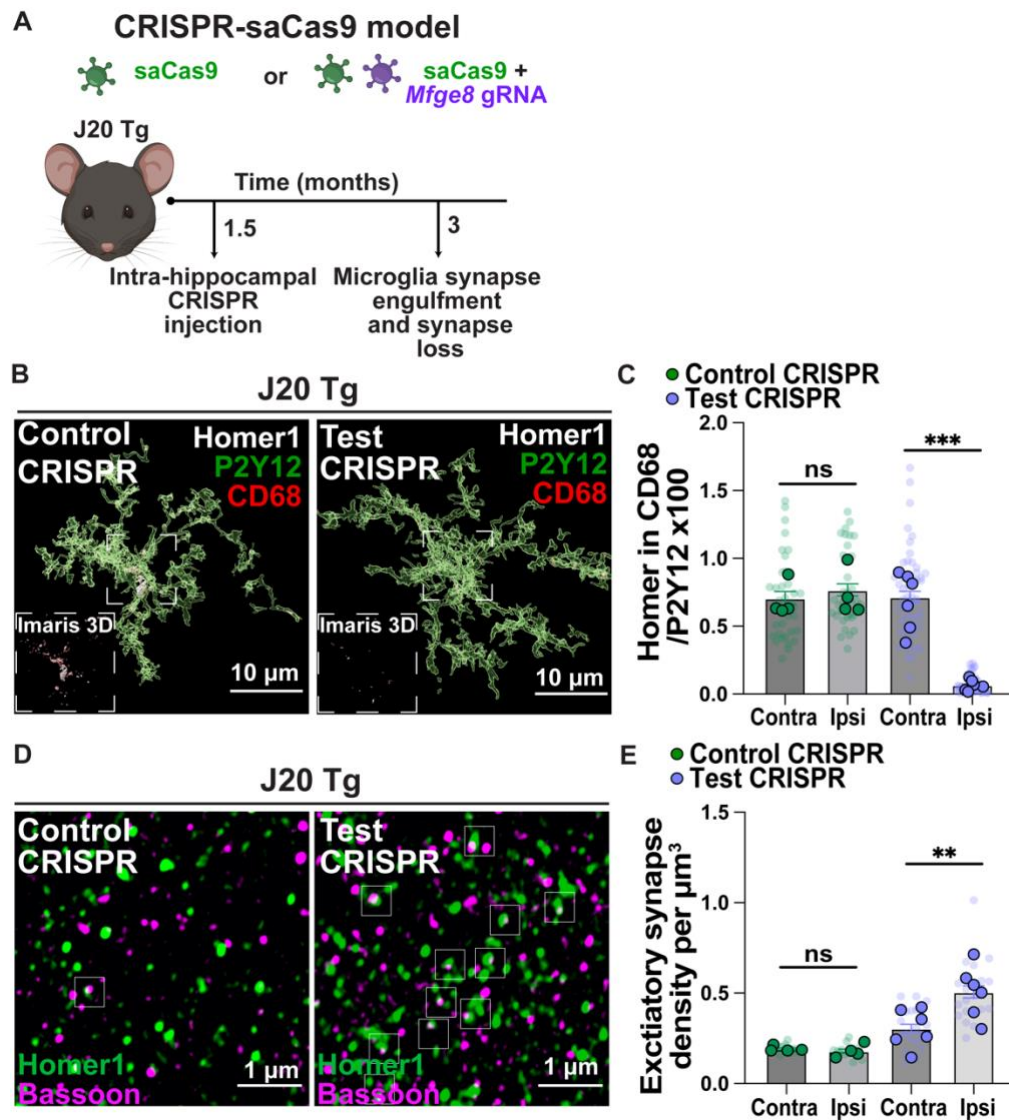 A
CRISPR-saCas9 model
saCas9 or saCas9 +
Mfge8 gRNA
J20 Tg
Time (months)
1.5
3
Intra-hippocampal
CRISPR
injection
Microglia synapse
engulfment
and synapse
loss
B
J20 Tg
Control
CRISPR
Homer1
P2Y12
CD68
Imaris 3D
10 µm
Test
CRISPR
Homer1
P2Y12
CD68
Imaris 3D
10 µm
C
Control CRISPR
Test CRISPR
Homer in CD68
/P2Y12 x100
2.0
1.5
1.0
0.5
0.0
ns
***
Contra Ipsi Contra Ipsi
D
J20 Tg
Control
CRISPR
Homer1
Bassoon
1 µm
Test
CRISPR
Homer1
Bassoon
1 µm
E
Control CRISPR
Test CRISPR
Exctiatory synapse
density per µm³
1.5
1.0
0.5
0.0
ns
**
Contra Ipsi Contra Ipsi